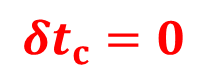 δt_c = 0